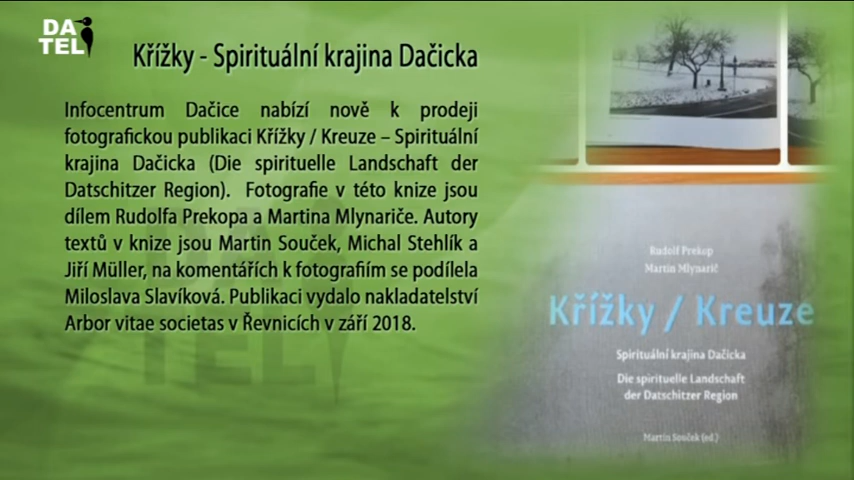 DA
TEL
Křížky - Spirituální krajina Dačicka
Infocentrum Dačice nabízí nově k prodeji
fotografickou publikaci Křížky / Kreuze – Spirituální
krajina Dačicka (Die spirituelle Landschaft der
Datschitzer Region). Fotografie v této knize jsou
dílem Rudolfa Prekopa a Martina Mlynariče. Autory
textů v knize jsou Martin Souček, Michal Stehlík a
Jiří Müller, na komentářích k fotografiím se podílela
Miloslava Slavíková. Publikaci vydalo nakladatelství
Arbor vitae societas v Řevnicích v září 2018.
Rudolf Prekop
Martin Mlynarič
Křížky / Kreuze
Spirituální krajina Dačicka
Die spirituelle Landschaft
der Datschitzer Region
Martin Souček (ed.)